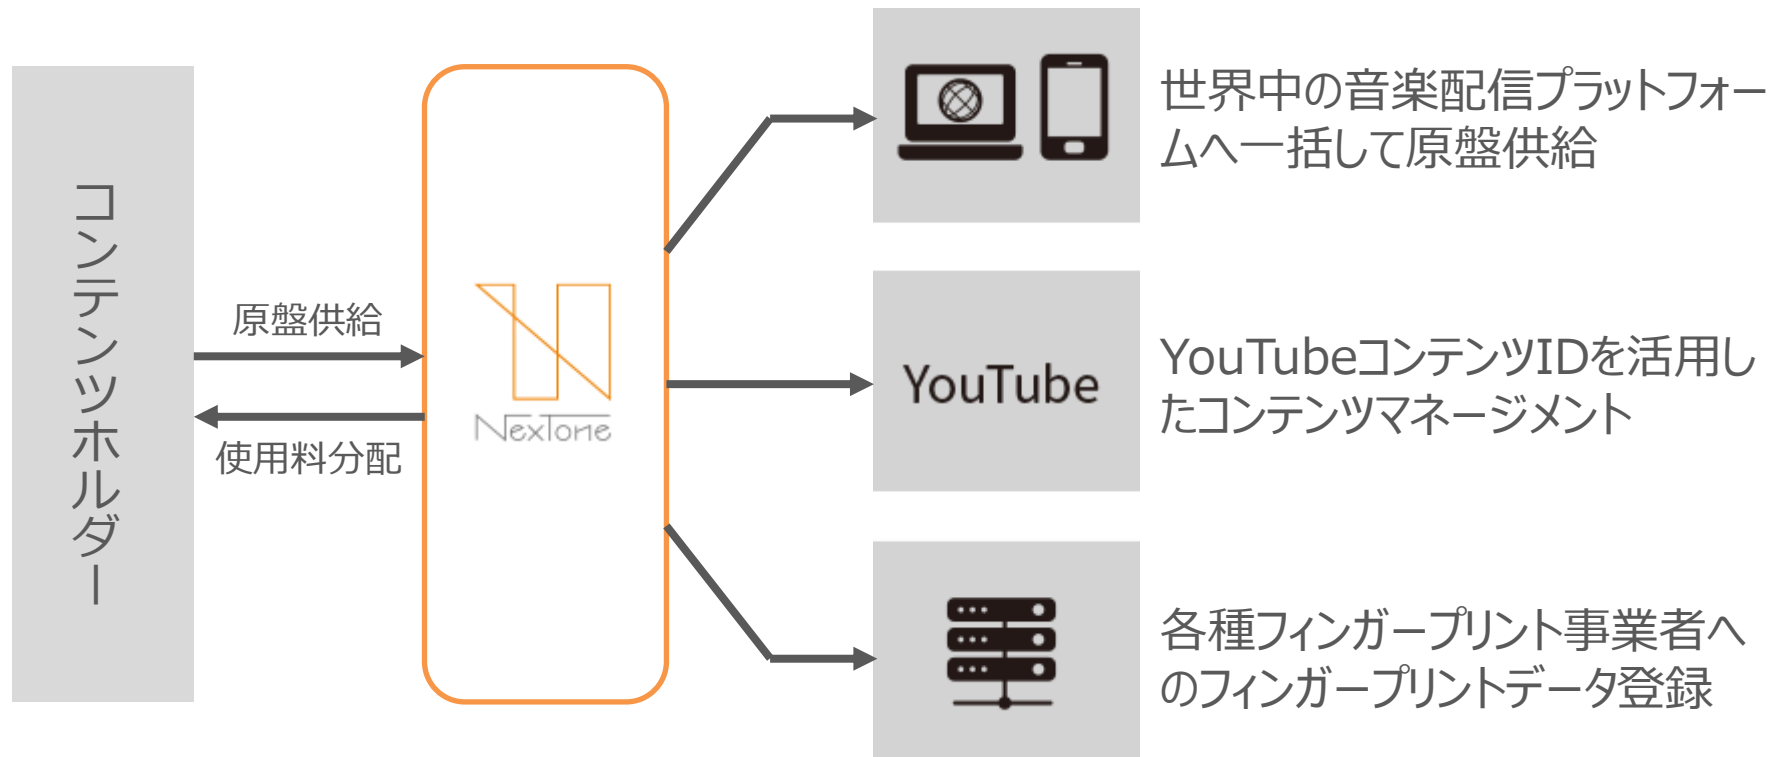 コンテンツホルダー
原盤供給
使用料分配
NexTone
YouTube
世界中の音楽配信プラットフォー
ムへ一括して原盤供給
YouTubeコンテンツIDを活用し
たコンテンツマネージメント
各種フィンガープリント事業者へ
のフィンガープリントデータ登録